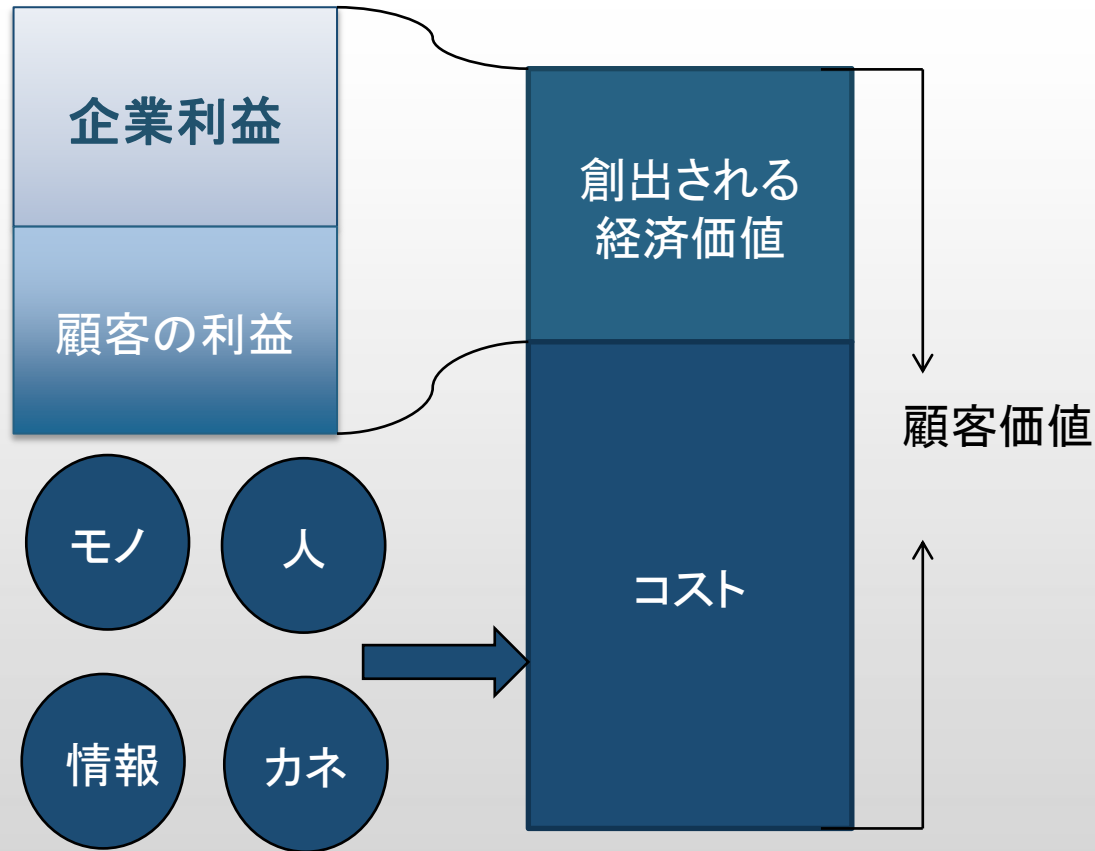 企業利益
顧客の利益
創出される
経済価値
コスト
顧客価値
モノ
人
情報
カネ